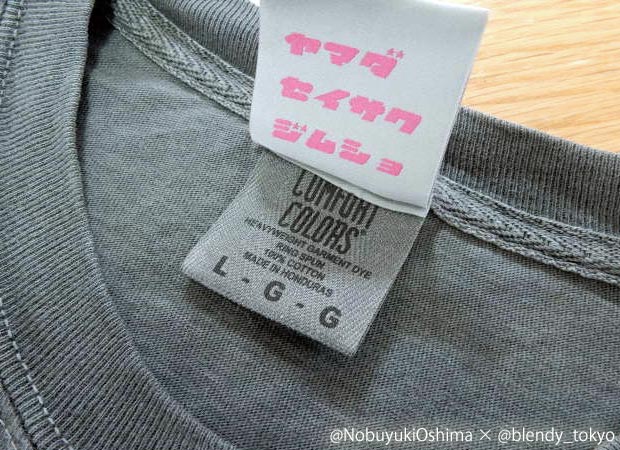 ヤマダ
セイサク
ジムショ
COMFORT
COLORS
HEAVYWEIGHT GARMENT DYE
RING SPUN
100% COTTON
MADE IN HONDURAS
L - G - G
@NobuyukiOshima × @blendy_tokyo